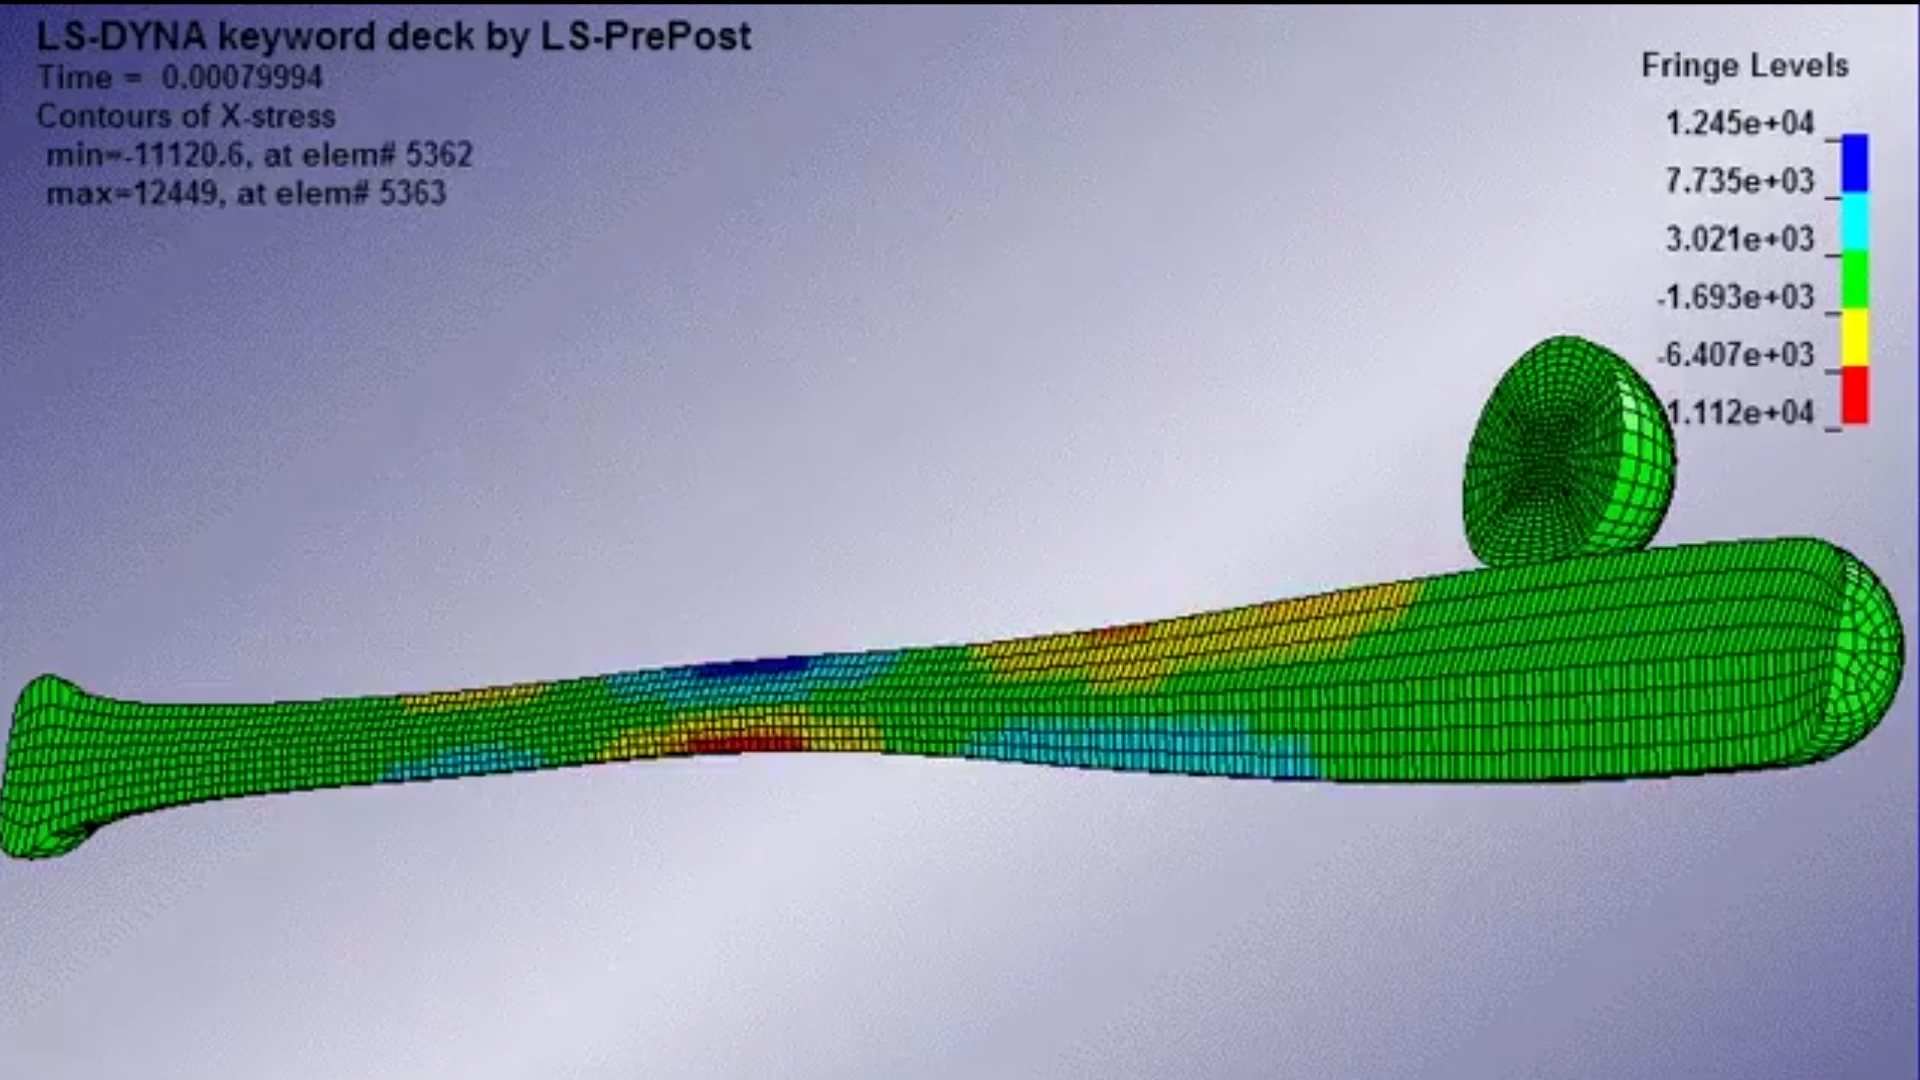 LS-DYNA keyword deck by LS-PrePost
Time = 0.00079994
Contours of X-stress
min=-11120.6, at elem# 5362
max=12449, at elem# 5363
Fringe Levels
1.245e+04
7.735e+03
3.021e+03
-1.693e+03
-6.407e+03
1.112e+04